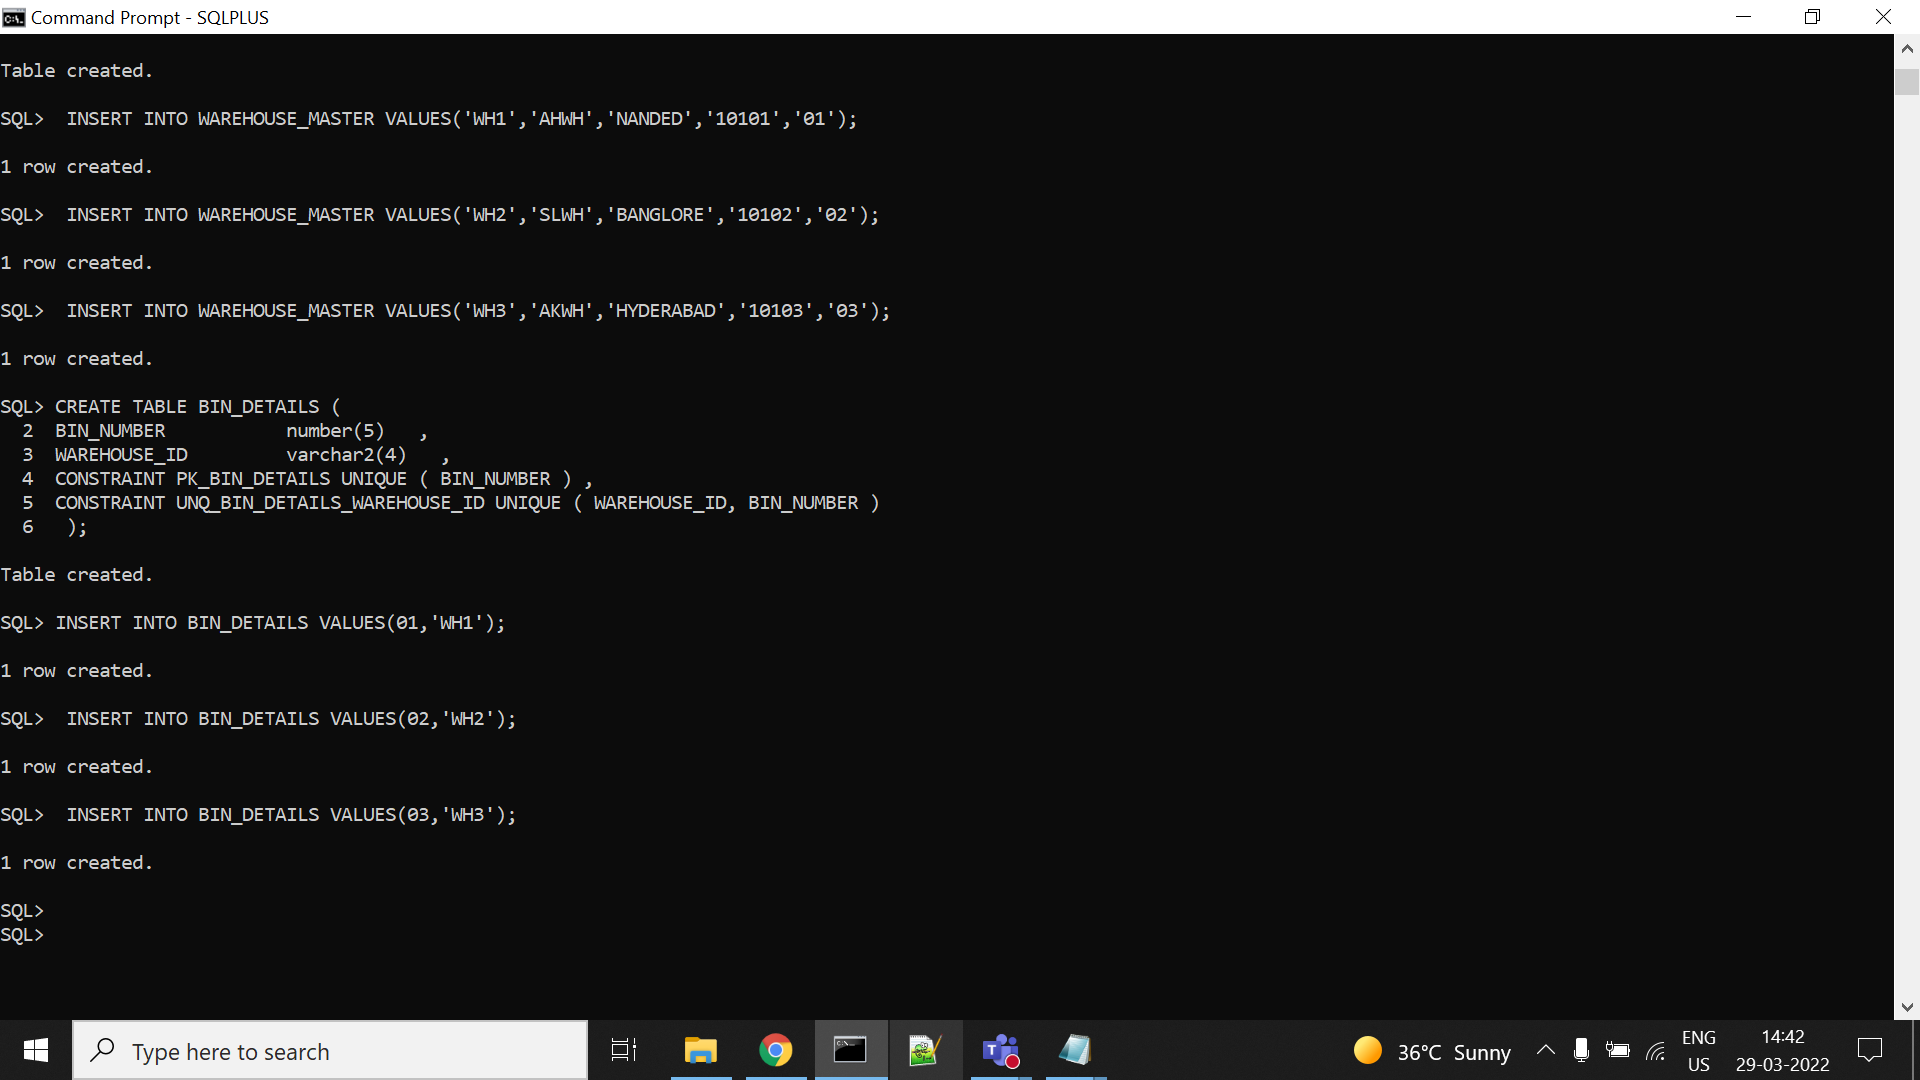 Command Prompt - SQLPLUS
Table created.
SQL>  INSERT INTO WAREHOUSE_MASTER VALUES('WH1','AHWH','NANDED','10101','01');
1 row created.
SQL>  INSERT INTO WAREHOUSE_MASTER VALUES('WH2','SLWH','BANGLORE','10102','02');
1 row created.
SQL>  INSERT INTO WAREHOUSE_MASTER VALUES('WH3','AKWH','HYDERABAD','10103','03');
1 row created.
SQL> CREATE TABLE BIN_DETAILS (
  2  BIN_NUMBER           number(5)   ,
  3  WAREHOUSE_ID         varchar2(4)   ,
  4  CONSTRAINT PK_BIN_DETAILS UNIQUE ( BIN_NUMBER ) ,
  5  CONSTRAINT UNQ_BIN_DETAILS_WAREHOUSE_ID UNIQUE ( WAREHOUSE_ID, BIN_NUMBER )
  6   );
Table created.
SQL> INSERT INTO BIN_DETAILS VALUES(01,'WH1');
1 row created.
SQL>  INSERT INTO BIN_DETAILS VALUES(02,'WH2');
1 row created.
SQL>  INSERT INTO BIN_DETAILS VALUES(03,'WH3');
1 row created.
SQL>
SQL>
Type here to search
36°C Sunny
ENG
US
14:42
29-03-2022